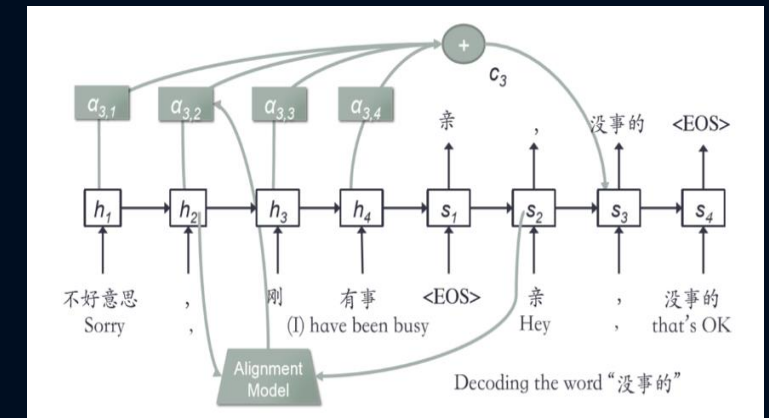 +
c3
α3,1 α3,2 α3,3 α3,4
亲 , 没事的 <EOS>
h1 h2 h3 h4 s1 s2 s3 s4
不好意思 , 刚 有事 <EOS> 亲 , 没事的
Sorry , (I) have been busy Hey , that's OK
Alignment
Model
Decoding the word “没事的”